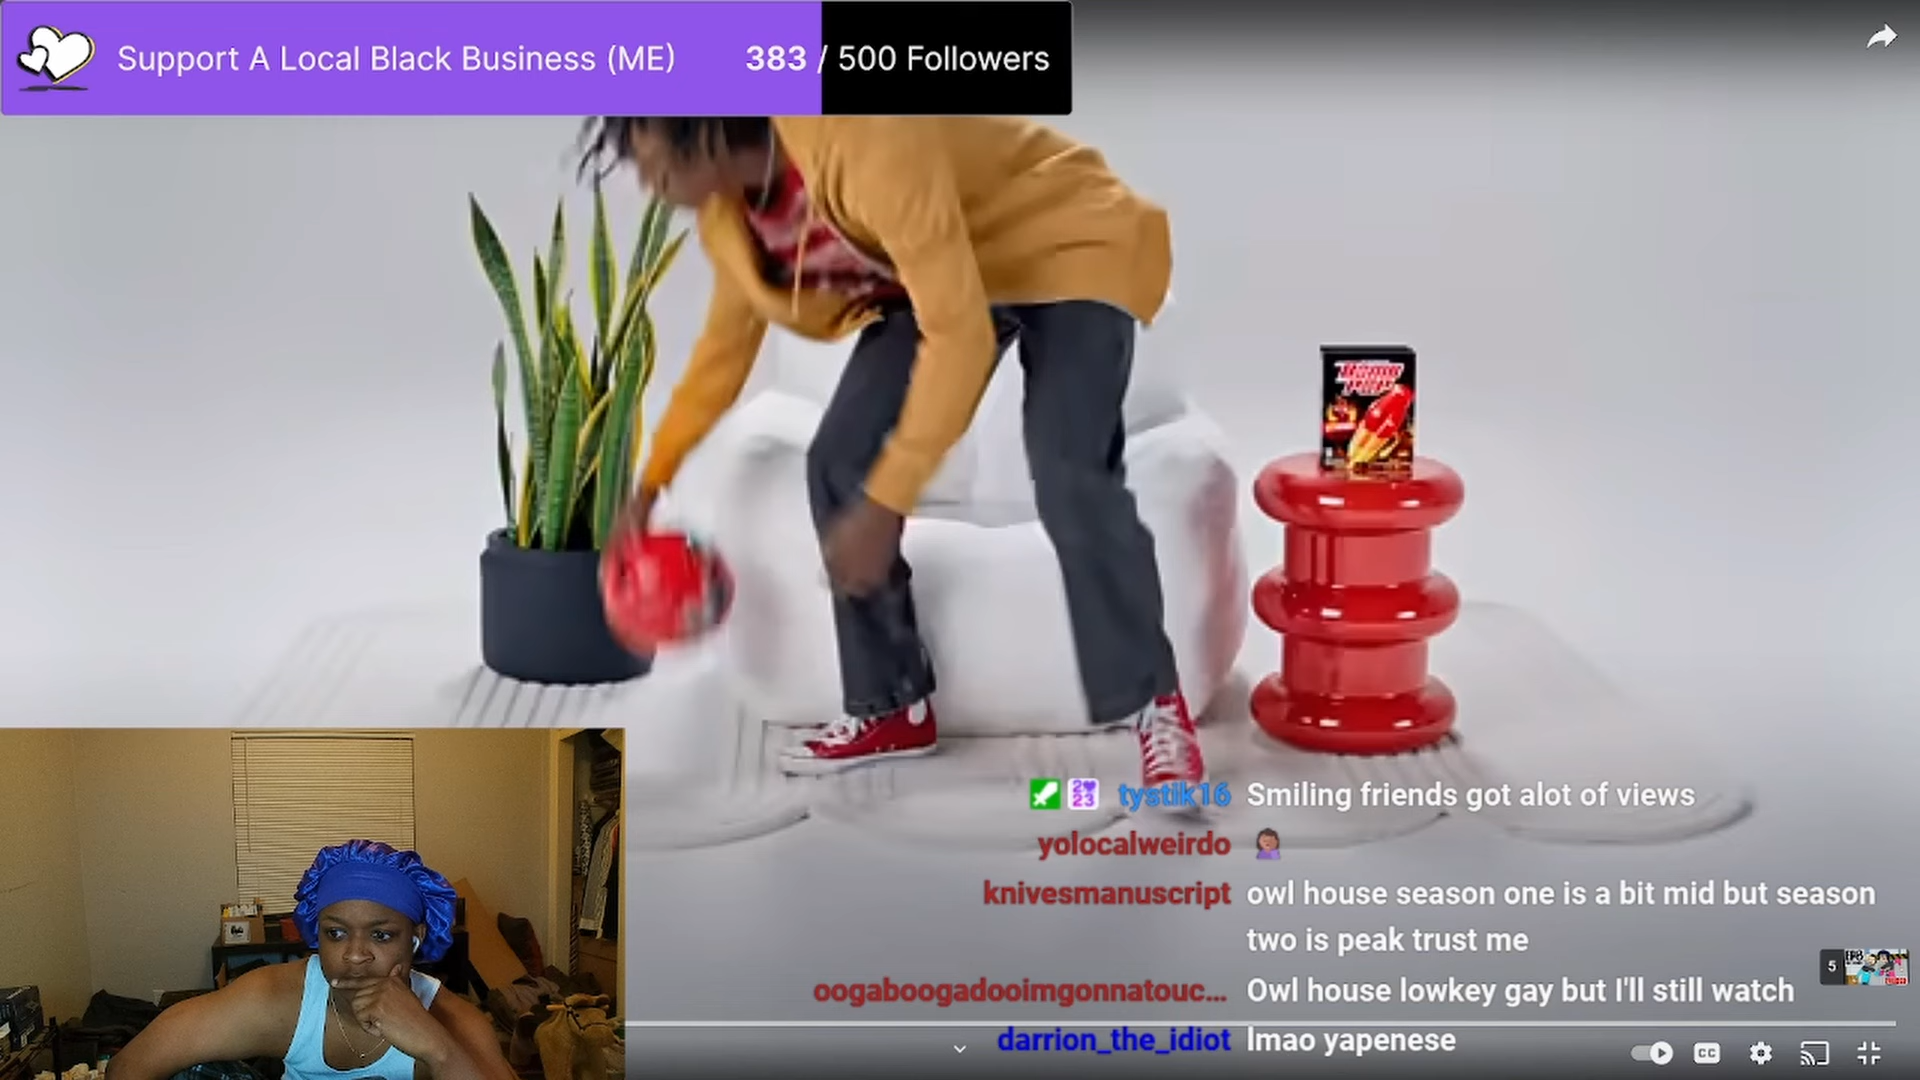 Support A Local Black Business (ME) 383 / 500 Followers
tystik16 Smiling friends got alot of views
yolocalweirdo
knivesmanuscript owl house season one is a bit mid but season
two is peak trust me
oogaboogadooimgonnatouc... Owl house lowkey gay but I'll still watch
5
darrion_the_idiot lmao yapenese
CC